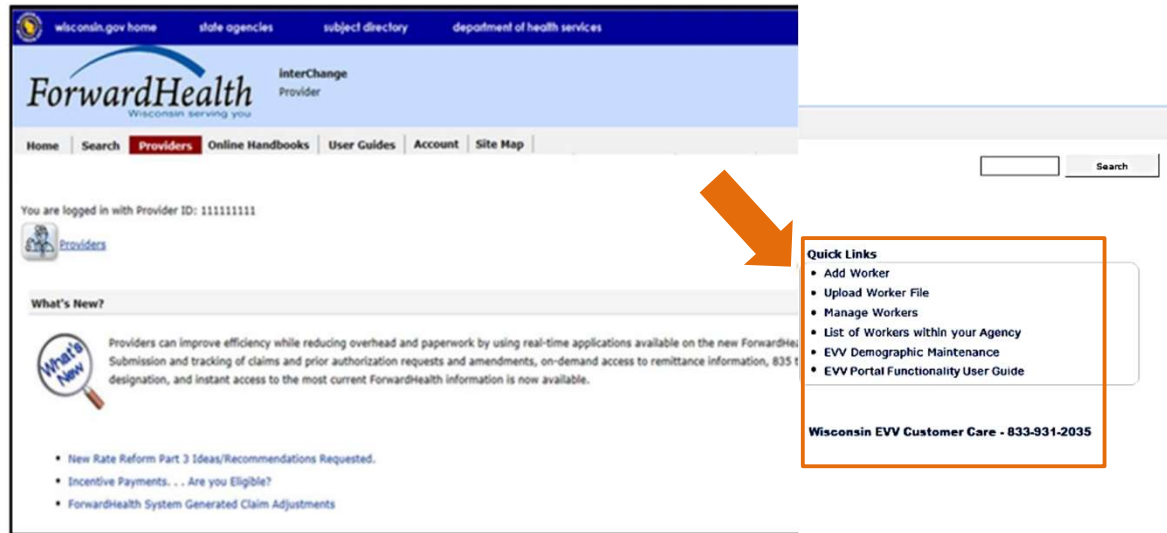 wisconsin.gov home state agencies subject directory department of health services
ForwardHealth
Wisconsin serving you
interChange
Provider
Home Search Providers Online Handbooks User Guides Account Site Map
Search
You are logged in with Provider ID: 111111111
Providers
What's New?
What's New
Providers can improve efficiency while reducing overhead and paperwork by using real-time applications available on the new
Submission and tracking of claims and prior authorization requests and amendments, on-demand access to remittance information, 835
designation, and instant access to the most current ForwardHealth information is now available.
New Rate Reform Part 3 Ideas/Recommendations Requested.
Incentive Payments. . . Are you Eligible?
ForwardHealth System Generated Claim Adjustments
Quick Links
Add Worker
Upload Worker File
Manage Workers
List of Workers within your Agency
EVV Demographic Maintenance
EVV Portal Functionality User Guide
Wisconsin EVV Customer Care - 833-931-2035